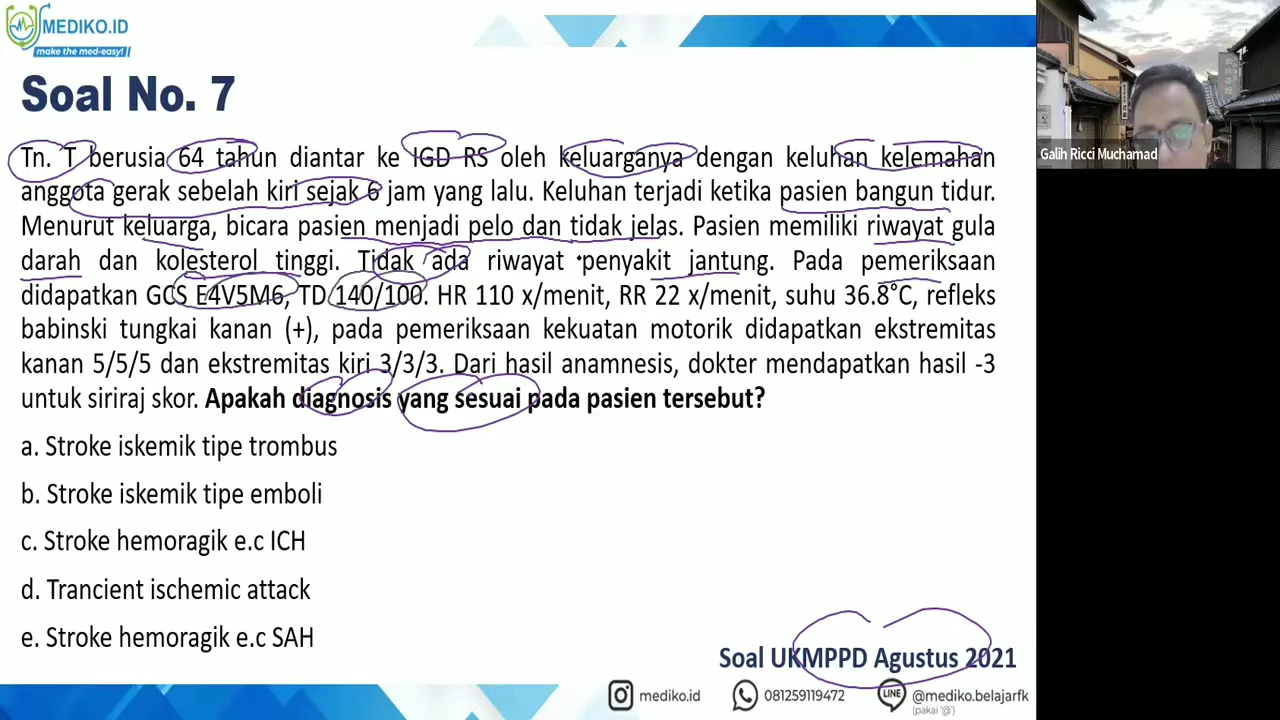 MEDIKO.ID
make the med-easy!
Soal No. 7
Tn. T berusia 64 tahun diantar ke IGD RS oleh keluarganya dengan keluhan kelemahan
anggota gerak sebelah kiri sejak 6 jam yang lalu. Keluhan terjadi ketika pasien bangun tidur.
Menurut keluarga, bicara pasien menjadi pelo dan tidak jelas. Pasien memiliki riwayat gula
darah dan kolesterol tinggi. Tidak ada riwayat penyakit jantung. Pada pemeriksaan
didapatkan GCS E4V5M6, TD 140/100. HR 110 x/menit, RR 22 x/menit, suhu 36.8°C, refleks
babinski tungkai kanan (+), pada pemeriksaan kekuatan motorik didapatkan ekstremitas
kanan 5/5/5 dan ekstremitas kiri 3/3/3. Dari hasil anamnesis, dokter mendapatkan hasil -3
untuk siriraj skor. Apakah diagnosis yang sesuai pada pasien tersebut?
a. Stroke iskemik tipe trombus
b. Stroke iskemik tipe emboli
c. Stroke hemoragik e.c ICH
d. Trancient ischemic attack
e. Stroke hemoragik e.c SAH
Soal UKMPPD Agustus 2021
mediko.id
081259119472
LINE
@mediko.belajarfk
(pakai '@')
Galih Ricci Muchamad